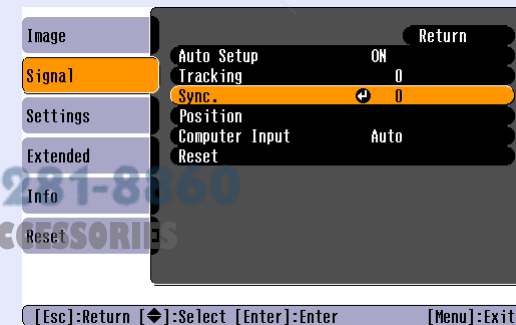 Image
Signal
Settings
Extended
Info
Reset
Return
Auto Setup ON
Tracking 0
Sync. 0
Position
Computer Input Auto
Reset
281-8860
CCESSORIES
[Esc]:Return [◆]:Select [Enter]:Enter [Menu]:Exit